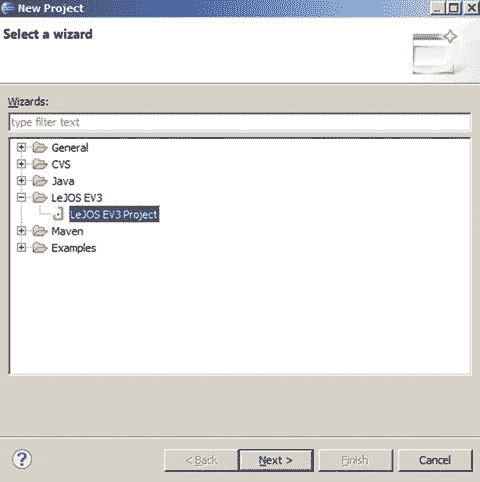 New Project
Select a wizard
Wizards:
type filter text
General
CVS
Java
LeJOS EV3
LeJOS EV3 Project
Maven
Examples
?
< Back
Next >
Finish
Cancel